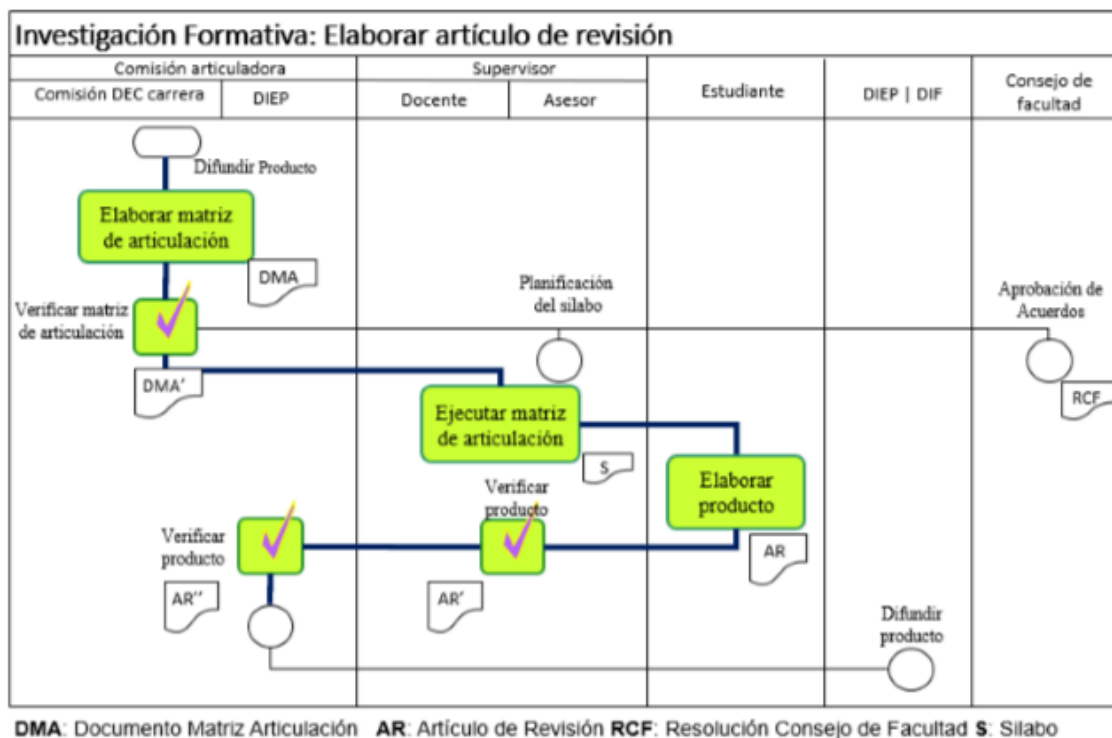 Investigación Formativa: Elaborar artículo de revisión
Comisión articuladora
Supervisor
Estudiante
DIEP | DIF
Consejo de
facultad
Comisión DEC carrera
DIEP
Docente
Asesor
Difundir Producto
Elaborar matriz
de articulación
DMA
Verificar matriz
de articulación
Planificación
del silabo
Aprobación de
Acuerdos
DMA′
RCF
Ejecutar matriz
de articulación
S
Elaborar
producto
Verificar
producto
Verificar
producto
AR
AR′′
AR′
Difundir
producto
DMA: Documento Matriz Articulación AR: Artículo de Revisión RCF: Resolución Consejo de Facultad S: Silabo